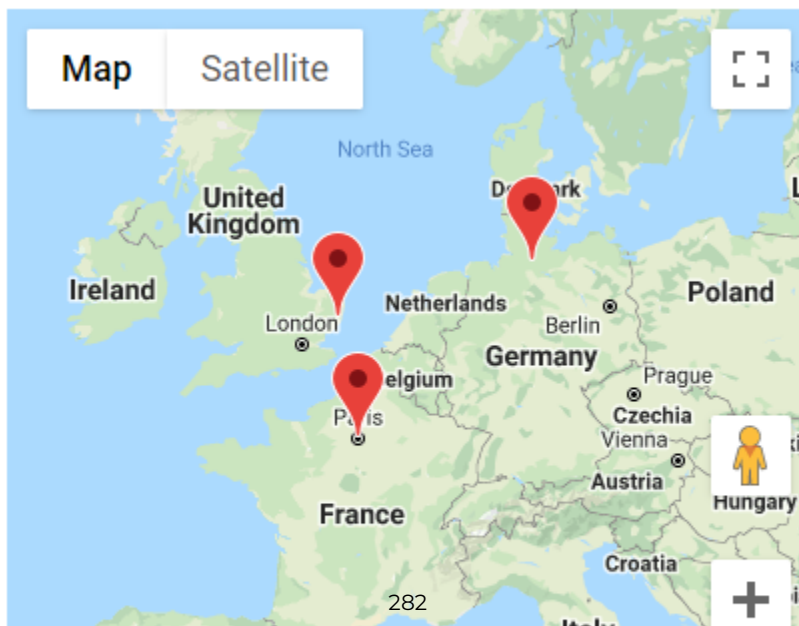 Map
Satellite
North Sea
United
Kingdom
Ireland
London
Netherlands
Berlin
Poland
Germany
elgium
Prague
Czechia
Vienna
Austria
Hungary
France
Croatia
282